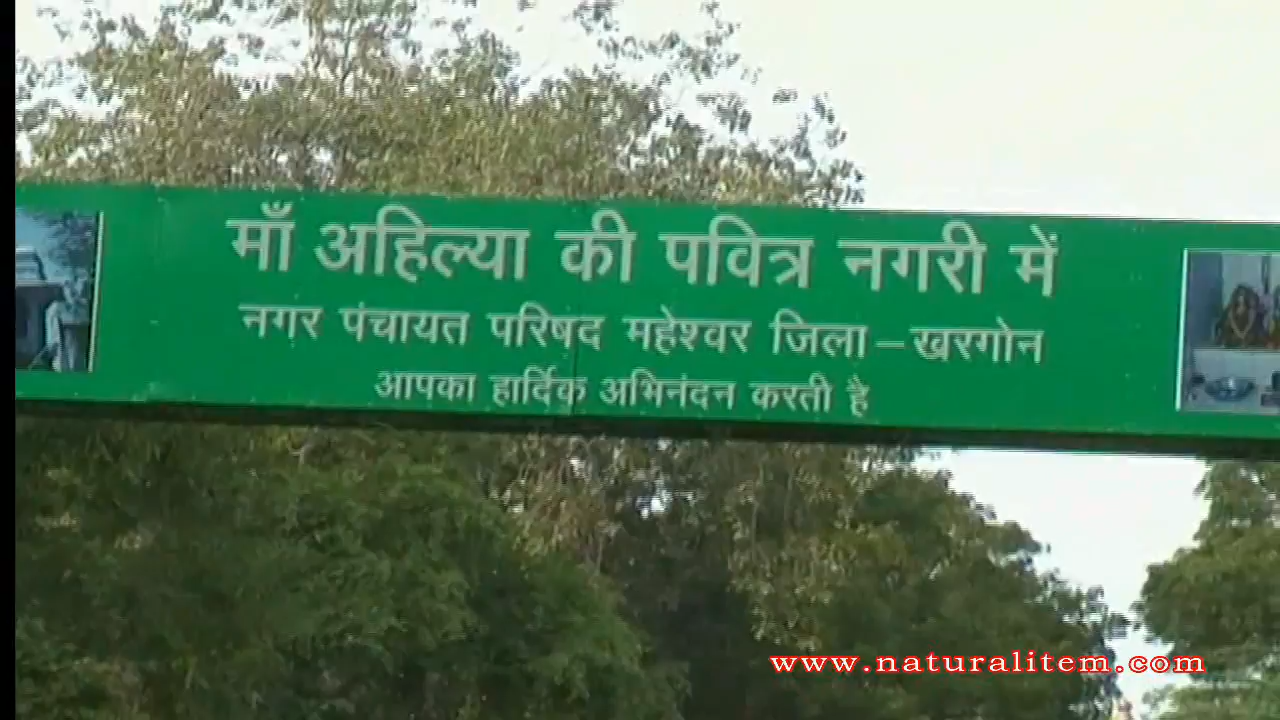 माँ अहिल्या की पवित्र नगरी में
नगर पंचायत परिषद महेश्वर जिला-खरगोन
आपका हार्दिक अभिनंदन करती है
www.naturalitem.com